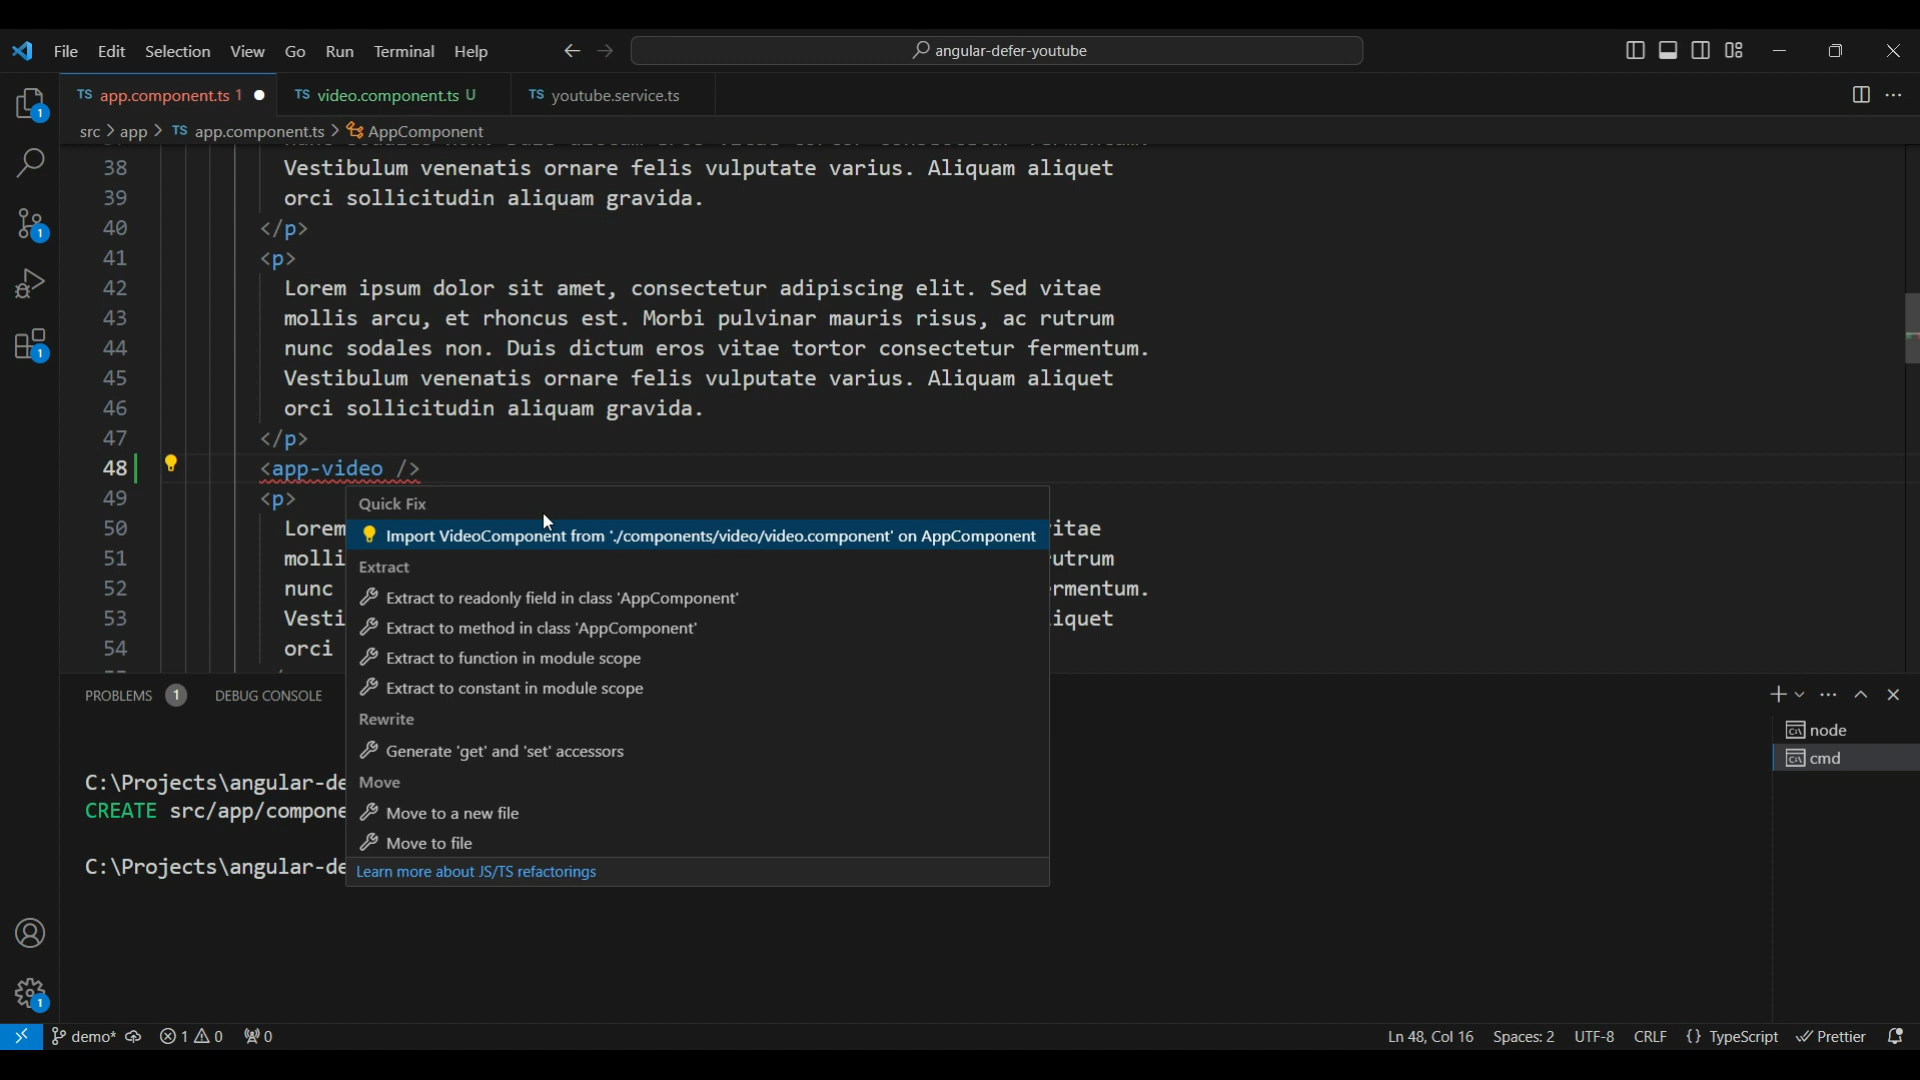 File Edit Selection View Go Run Terminal Help
angular-defer-youtube
TS app.component.ts 1
TS video.component.ts U
TS youtube.service.ts
src > app > TS app.component.ts > AppComponent
38 Vestibulum venenatis ornare felis vulputate varius. Aliquam aliquet
39 orci sollicitudin aliquam gravida.
40 </p>
41 <p>
42 Lorem ipsum dolor sit amet, consectetur adipiscing elit. Sed vitae
43 mollis arcu, et rhoncus est. Morbi pulvinar mauris risus, ac rutrum
44 nunc sodales non. Duis dictum eros vitae tortor consectetur fermentum.
45 Vestibulum venenatis ornare felis vulputate varius. Aliquam aliquet
46 orci sollicitudin aliquam gravida.
47 </p>
48 <app-video />
49 <p>
50 Lorem itae
51 molli utrum
52 nunc rmentum.
53 Vesti iquet
54 orci
Quick Fix
Import VideoComponent from './components/video/video.component' on AppComponent
Extract
Extract to readonly field in class 'AppComponent'
Extract to method in class 'AppComponent'
Extract to function in module scope
Extract to constant in module scope
Rewrite
Generate 'get' and 'set' accessors
Move
Move to a new file
Move to file
Learn more about JS/TS refactorings
PROBLEMS 1 DEBUG CONSOLE
C:\Projects\angular-de
CREATE src/app/compone
C:\Projects\angular-de
node
cmd
1
1
1
1
demo* 1 0 0
Ln 48, Col 16 Spaces: 2 UTF-8 CRLF {} TypeScript Prettier